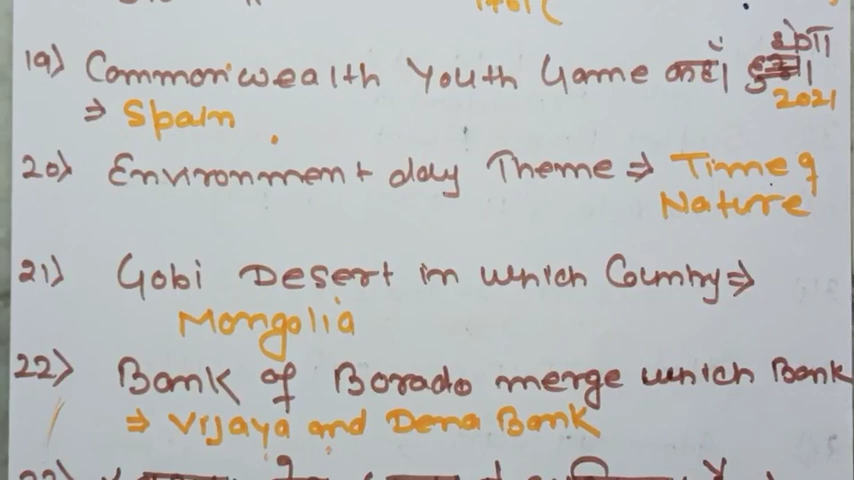 19) Commonwealth Youth Game कहाँ होगा
⇒ Spain 2021
20) Environment day Theme ⇒ Time of
Nature
21) Gobi Desert in which Country ⇒
Mongolia
22) Bank of Borado merge which Bank
⇒ Vijaya and Dena Bank